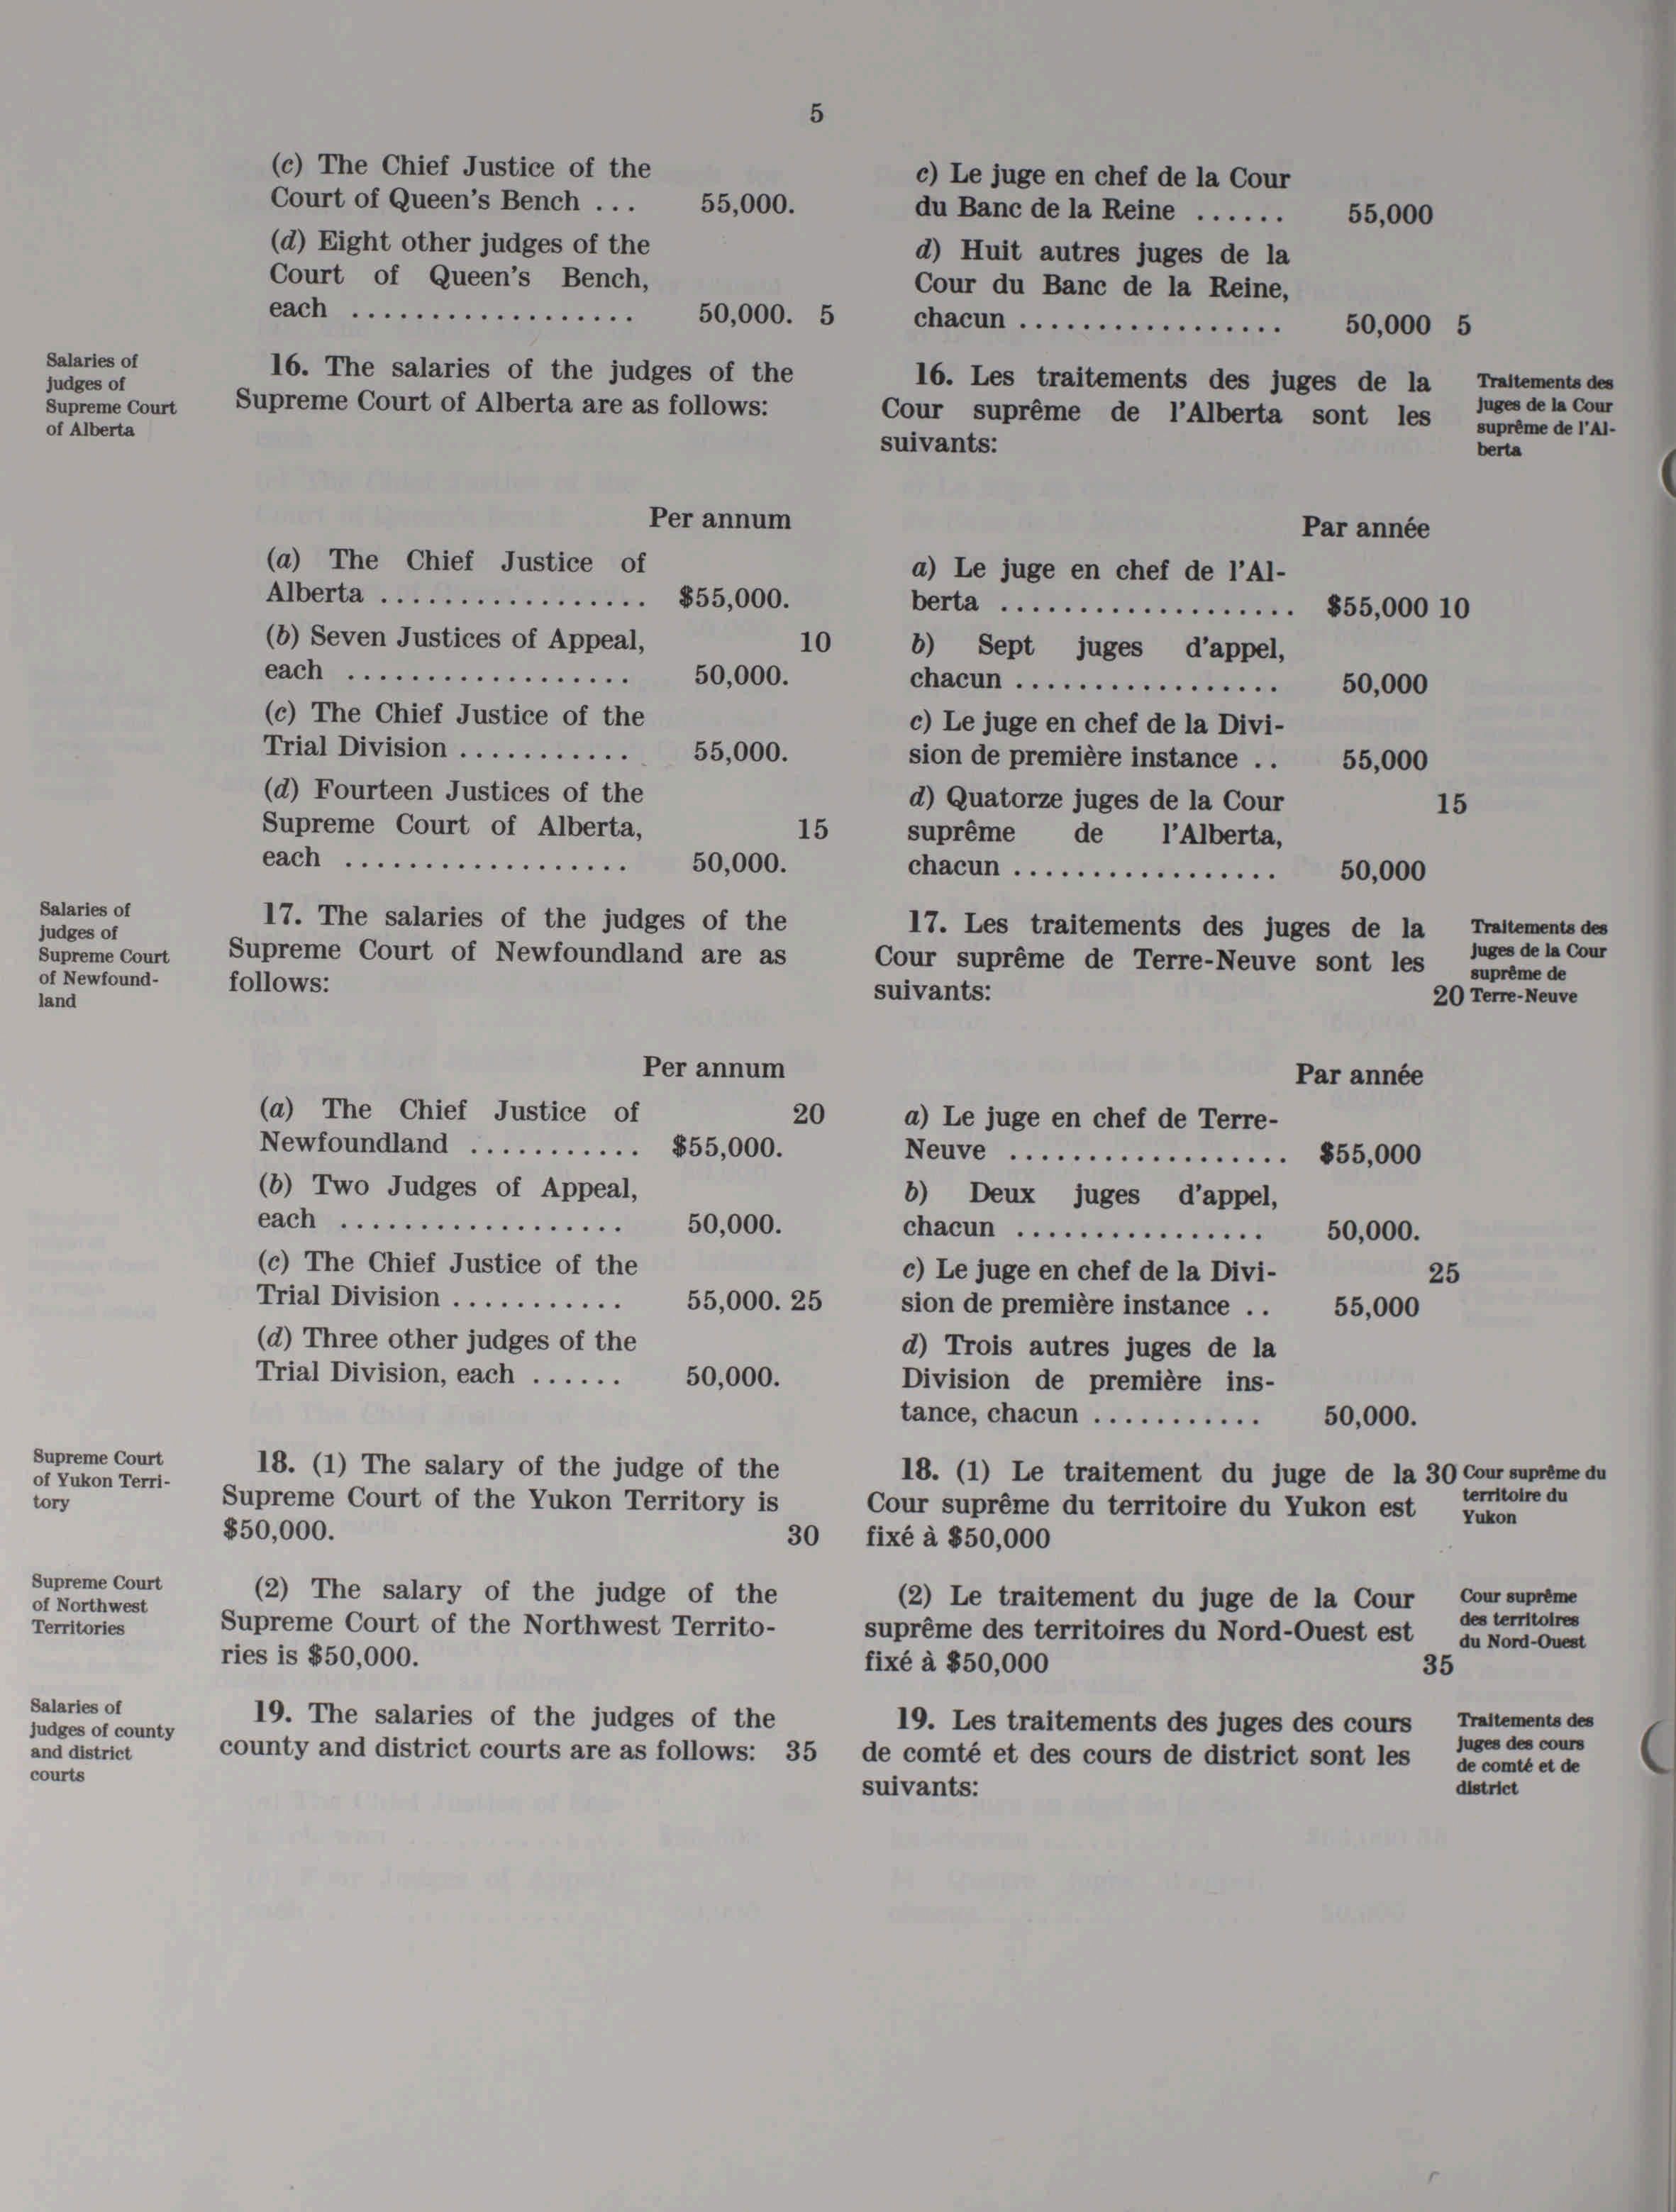 5
(c) The Chief Justice of the
Court of Queen's Bench ... 55,000.
(d) Eight other judges of the
Court of Queen's Bench,
each .................. 50,000. 5
Salaries of
judges of
Supreme Court
of Alberta
16. The salaries of the judges of the
Supreme Court of Alberta are as follows:
Per annum
(a) The Chief Justice of
Alberta ................. $55,000.
(b) Seven Justices of Appeal, 10
each .................. 50,000.
(c) The Chief Justice of the
Trial Division ........... 55,000.
(d) Fourteen Justices of the
Supreme Court of Alberta, 15
each .................. 50,000.
Salaries of
judges of
Supreme Court
of Newfound-
land
17. The salaries of the judges of the
Supreme Court of Newfoundland are as
follows:
Per annum
(a) The Chief Justice of 20
Newfoundland ........... $55,000.
(b) Two Judges of Appeal,
each .................. 50,000.
(c) The Chief Justice of the
Trial Division ........... 55,000. 25
(d) Three other judges of the
Trial Division, each ...... 50,000.
Supreme Court
of Yukon Terri-
tory
18. (1) The salary of the judge of the
Supreme Court of the Yukon Territory is
$50,000. 30
Supreme Court
of Northwest
Territories
(2) The salary of the judge of the
Supreme Court of the Northwest Territo-
ries is $50,000.
Salaries of
judges of county
and district
courts
19. The salaries of the judges of the
county and district courts are as follows: 35
c) Le juge en chef de la Cour
du Banc de la Reine ...... 55,000
d) Huit autres juges de la
Cour du Banc de la Reine,
chacun ................. 50,000 5
16. Les traitements des juges de la
Cour suprême de l'Alberta sont les
suivants:
Traitements des
juges de la Cour
suprême de l'Al-
berta
Par année
a) Le juge en chef de l'Al-
berta ................... $55,000 10
b) Sept juges d'appel,
chacun ................. 50,000
c) Le juge en chef de la Divi-
sion de première instance .. 55,000
d) Quatorze juges de la Cour 15
suprême de l'Alberta,
chacun ................. 50,000
17. Les traitements des juges de la
Cour suprême de Terre-Neuve sont les
suivants: 20
Traitements des
juges de la Cour
suprême de
Terre-Neuve
Par année
a) Le juge en chef de Terre-
Neuve .................. $55,000
b) Deux juges d'appel,
chacun ................ 50,000.
c) Le juge en chef de la Divi- 25
sion de première instance .. 55,000
d) Trois autres juges de la
Division de première ins-
tance, chacun ........... 50,000.
18. (1) Le traitement du juge de la 30
Cour suprême du territoire du Yukon est
fixé à $50,000
Cour suprême du
territoire du
Yukon
(2) Le traitement du juge de la Cour
suprême des territoires du Nord-Ouest est
fixé à $50,000 35
Cour suprême
des territoires
du Nord-Ouest
19. Les traitements des juges des cours
de comté et des cours de district sont les
suivants:
Traitements des
juges des cours
de comté et de
district